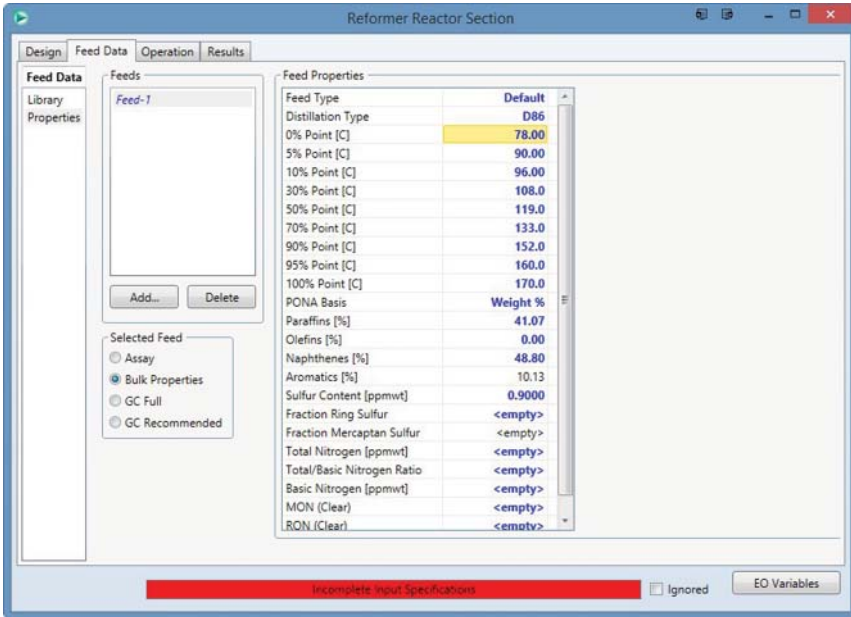 Reformer Reactor Section
Design Feed Data Operation Results
Feed Data
Library
Properties
Feeds
Feed-1
Add... Delete
Selected Feed
Assay
Bulk Properties
GC Full
GC Recommended
Feed Properties
Feed Type Default
Distillation Type D86
0% Point [C] 78.00
5% Point [C] 90.00
10% Point [C] 96.00
30% Point [C] 108.0
50% Point [C] 119.0
70% Point [C] 133.0
90% Point [C] 152.0
95% Point [C] 160.0
100% Point [C] 170.0
PONA Basis Weight %
Paraffins [%] 41.07
Olefins [%] 0.00
Naphthenes [%] 48.80
Aromatics [%] 10.13
Sulfur Content [ppmwt] 0.9000
Fraction Ring Sulfur <empty>
Fraction Mercaptan Sulfur <empty>
Total Nitrogen [ppmwt] <empty>
Total/Basic Nitrogen Ratio <empty>
Basic Nitrogen [ppmwt] <empty>
MON (Clear) <empty>
RON (Clear) <empty>
Incomplete Input Specifications
Ignored
EO Variables